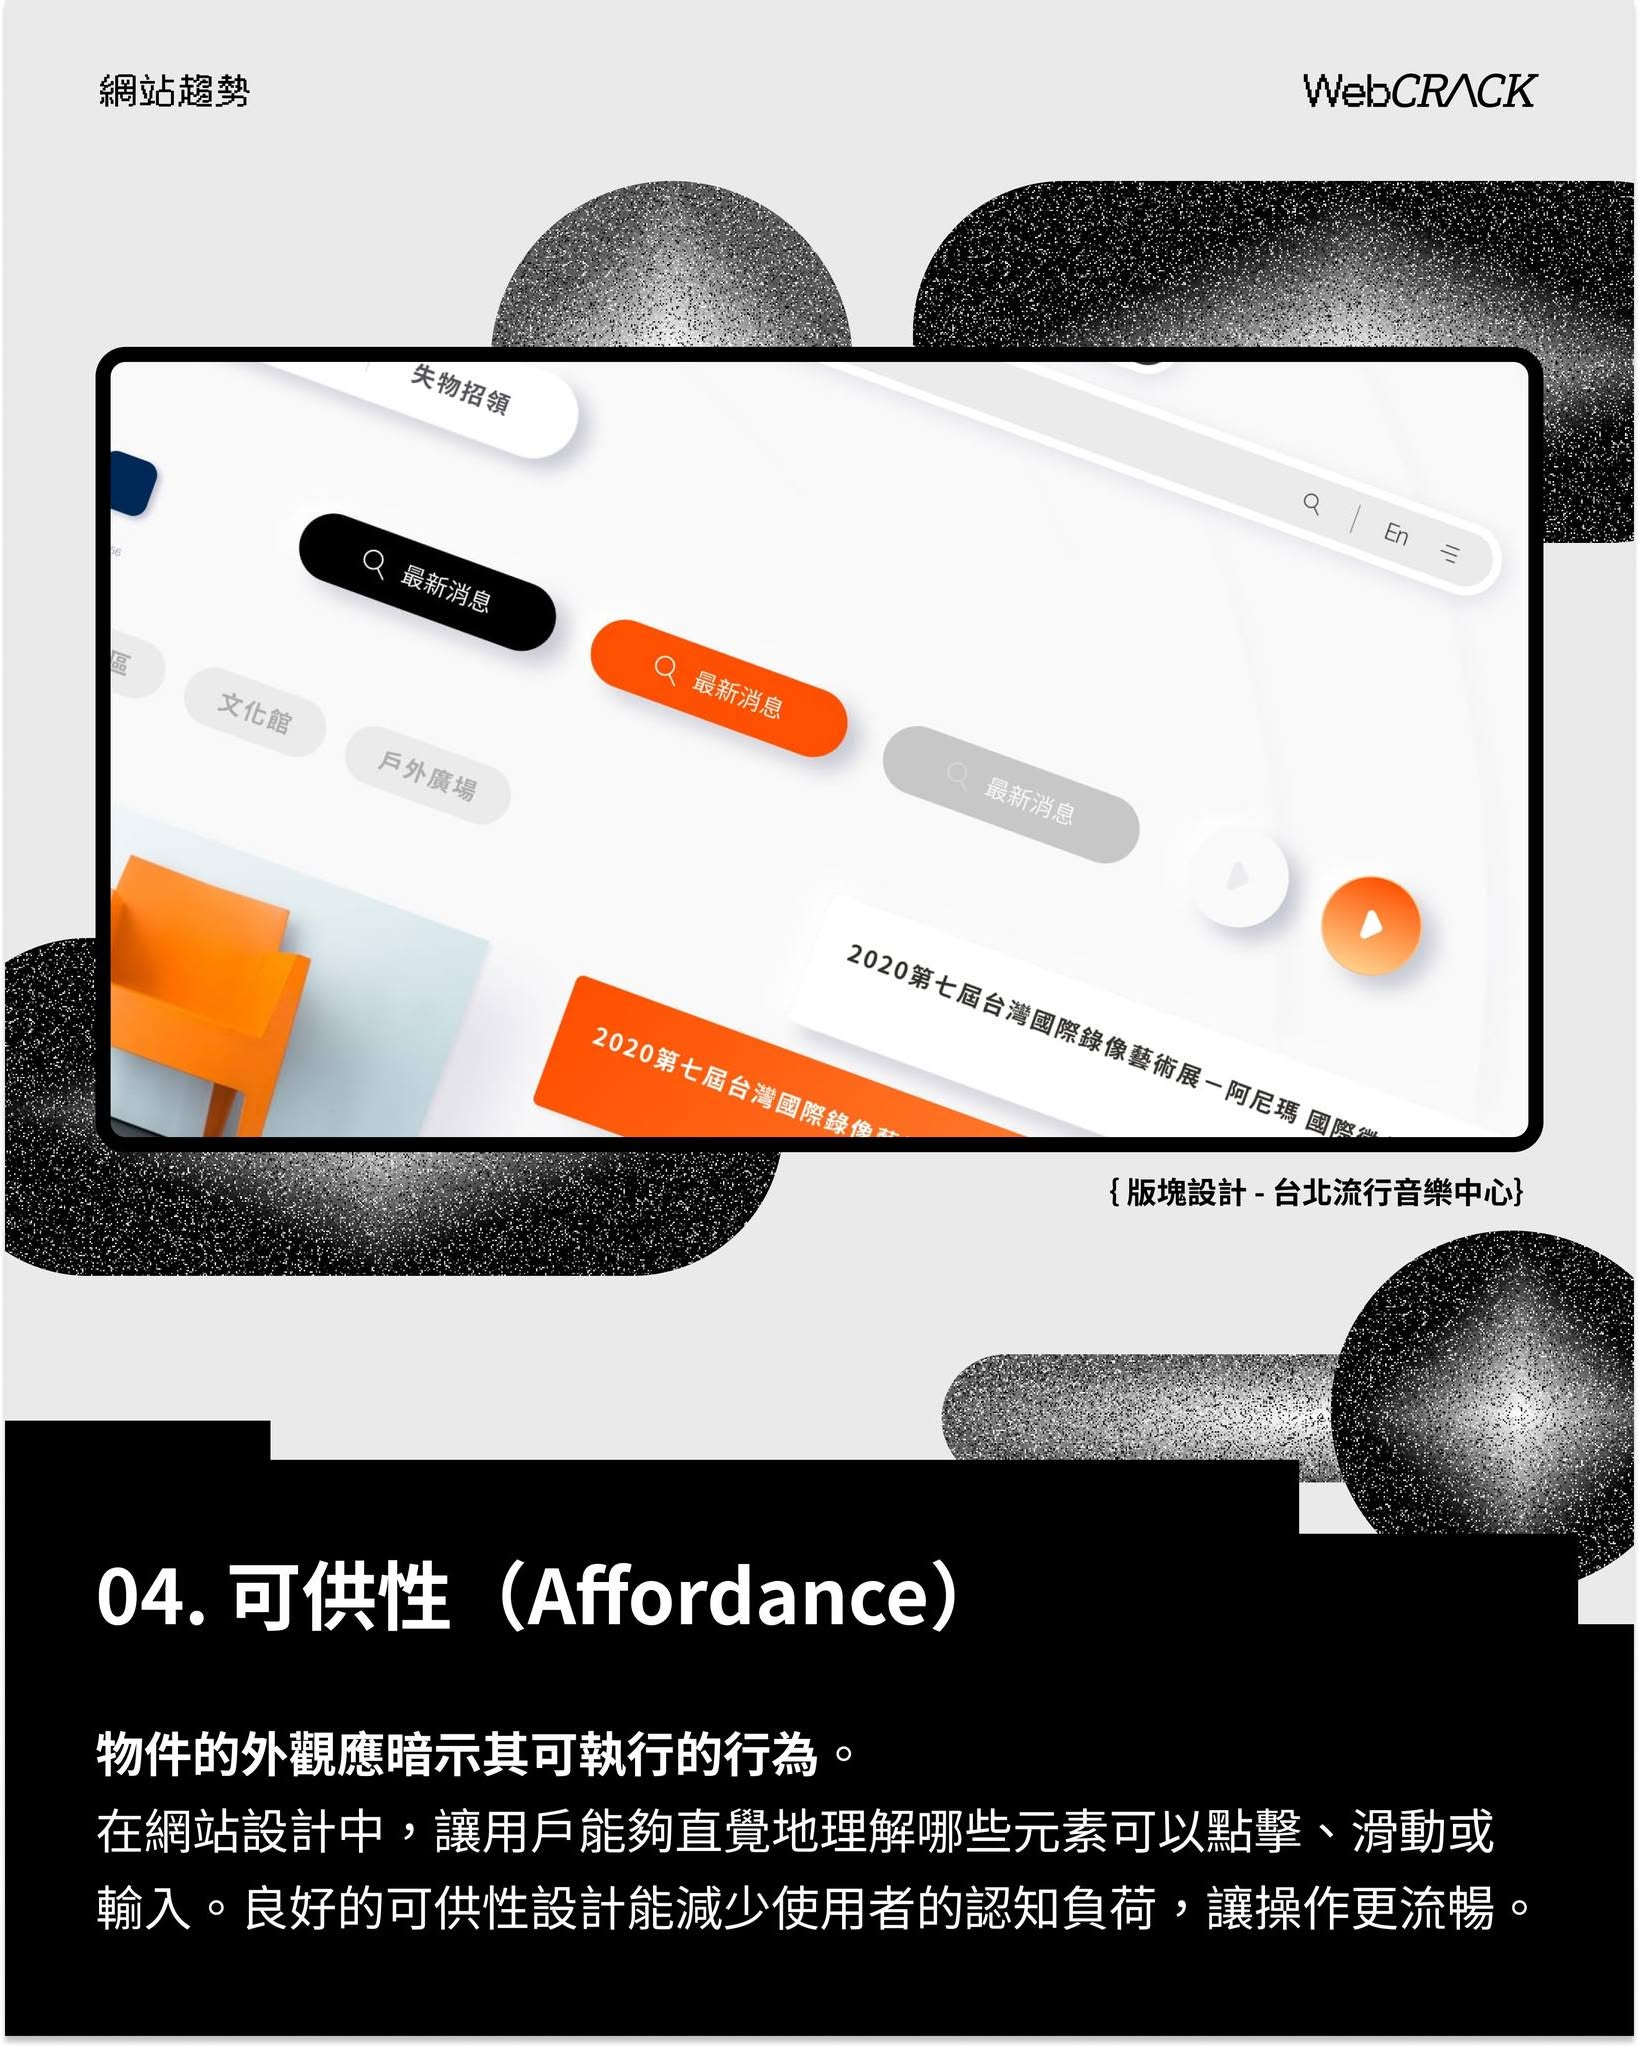 網站趨勢
WebCRACK
失物招領
En
最新消息
最新消息
最新消息
區
文化館
戶外廣場
2020第七屆台灣國際錄像藝術展－阿尼瑪 國際
2020第七屆台灣國際錄像
{ 版塊設計 - 台北流行音樂中心}
04. 可供性（Affordance）
物件的外觀應暗示其可執行的行為。
在網站設計中，讓用戶能夠直覺地理解哪些元素可以點擊、滑動或
輸入。良好的可供性設計能減少使用者的認知負荷，讓操作更流暢。